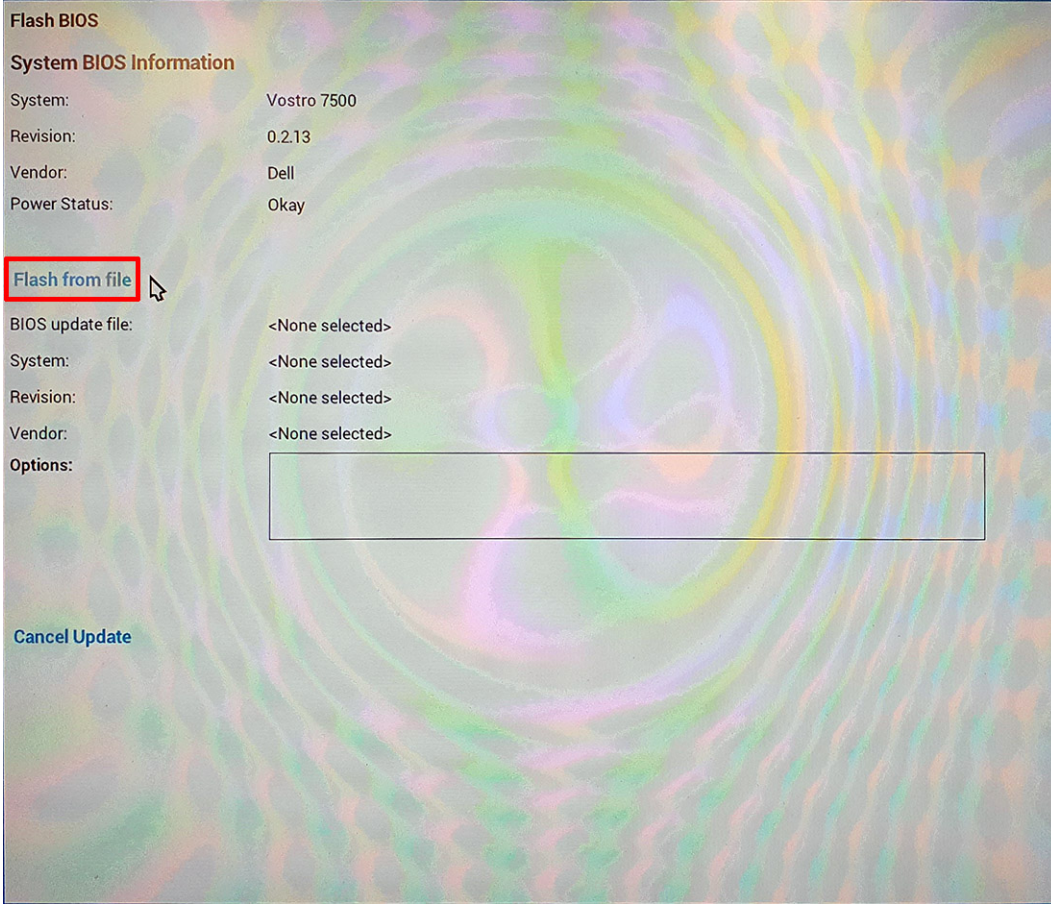 Flash BIOS
System BIOS Information
System: Vostro 7500
Revision: 0.2.13
Vendor: Dell
Power Status: Okay
Flash from file
BIOS update file: <None selected>
System: <None selected>
Revision: <None selected>
Vendor: <None selected>
Options:
Cancel Update